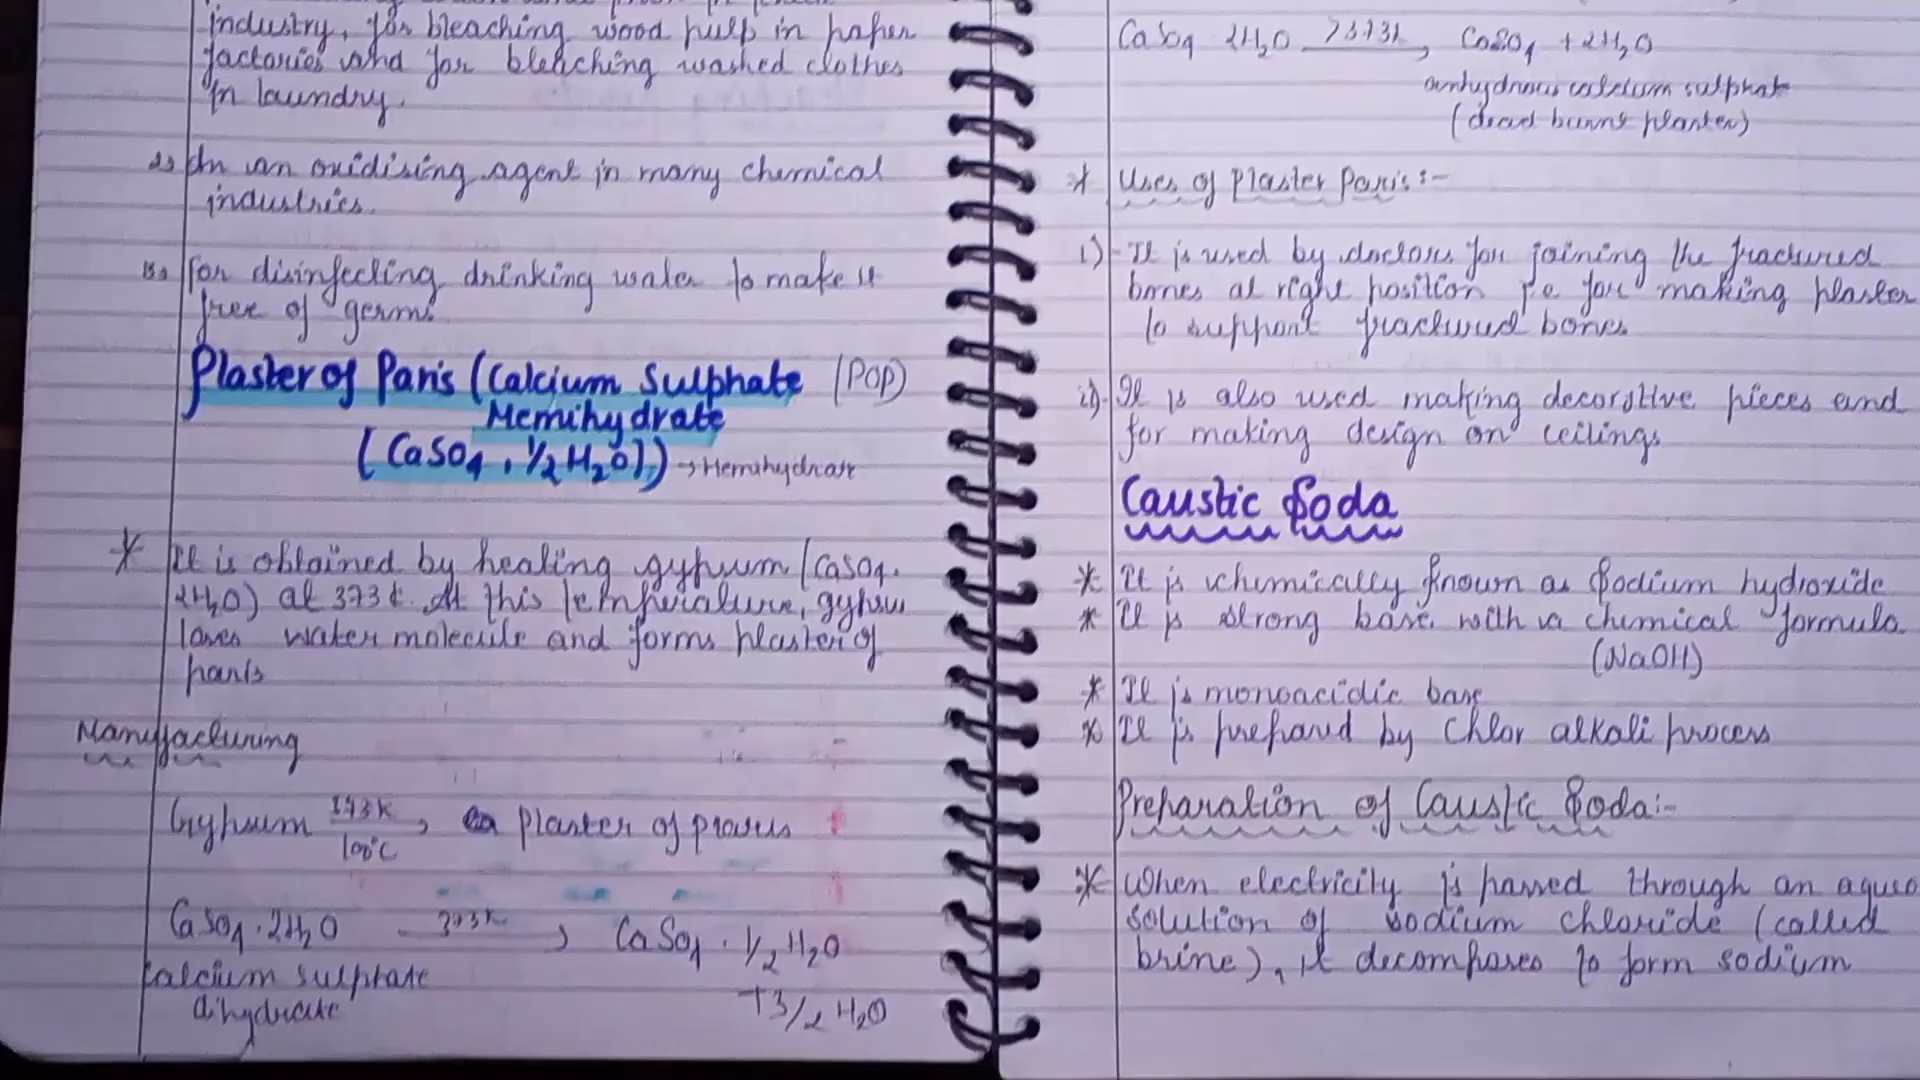 industry, for bleaching wood pulp in paper
factories and for bleaching washed clothes
in laundry.
2. As an oxidising agent in many chemical
industries.
3. for disinfecting drinking water to make it
free of germs.
Plaster of Paris (Calcium Sulphate (POP)
Hemihydrate
(CaSO4 . 1/2 H2O)) → Hemihydrate
* It is obtained by heating gypsum (CaSO4.
2H2O) at 373 k. At this temperature, gypsum
loses water molecule and forms plaster of
paris
Manufacturing
Gypsum 373K → Plaster of praris
100°C
CaSO4 . 2H2O 373K → CaSO4 . 1/2 H2O
calcium sulphate
dihydrate + 3/2 H2O
CaSO4 2H2O >373k → CaSO4 + 2H2O
anhydrous calcium sulphate
(dead burnt plaster)
* Uses of Plaster Paris :-
i) It is used by doctors for joining the fractured
bones at right position i.e for making plaster
to support fractured bones
ii) It is also used making decorative pieces and
for making design on ceilings
Caustic Soda
* It is chemically known as Sodium hydroxide
* It is strong base with a chemical formula
(NaOH)
* It is monoacidic base
* It is prepared by Chlor alkali process
Preparation of Caustic Soda :-
* When electricity is passed through an aqueo
solution of sodium chloride (called
brine), it decomposes to form sodium